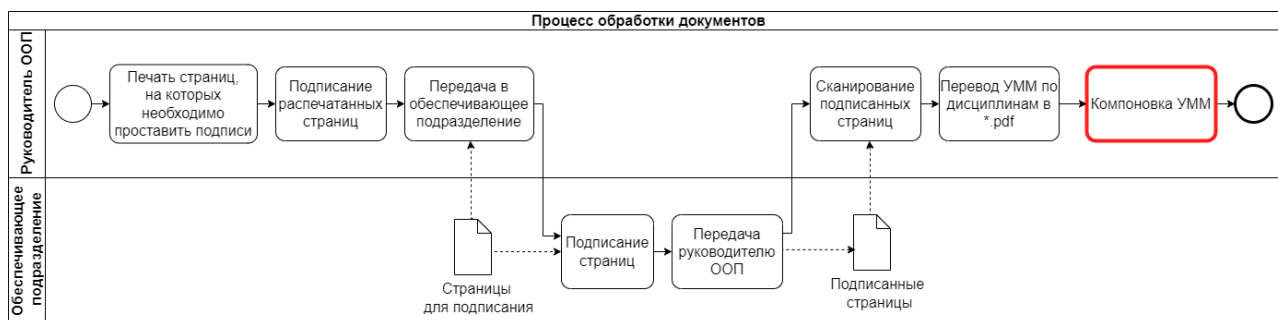 Процесс обработки документов
Руководитель ООП
Печать страниц,
на которых
необходимо
проставить подписи
Подписание
распечатанных
страниц
Передача в
обеспечивающее
подразделение
Сканирование
подписанных
страниц
Перевод УММ по
дисциплинам в
*.pdf
Компоновка УММ
Обеспечивающее
подразделение
Страницы
для подписания
Подписание
страниц
Передача
руководителю
ООП
Подписанные
страницы